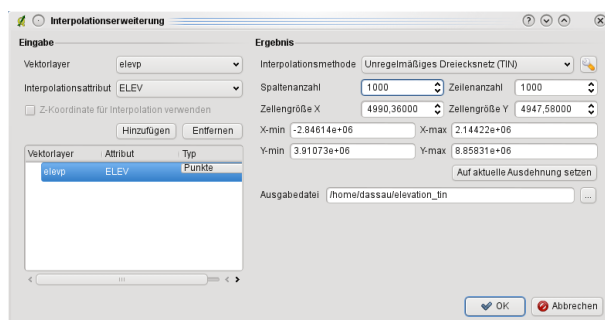 Interpolationserweiterung
Eingabe
Vektorlayer elevp
Interpolationsattribut ELEV
Z-Koordinate für Interpolation verwenden
Hinzufügen Entfernen
Vektorlayer Attribut Typ
elevp ELEV Punkte
Ergebnis
Interpolationsmethode Unregelmäßiges Dreiecksnetz (TIN)
Spaltenanzahl 1000 Zeilenanzahl 1000
Zellengröße X 4990,36000 Zellengröße Y 4947,58000
X-min -2.84614e+06 X-max 2.14422e+06
Y-min 3.91073e+06 Y-max 8.85831e+06
Auf aktuelle Ausdehnung setzen
Ausgabedatei /home/dassau/elevation_tin ...
OK Abbrechen